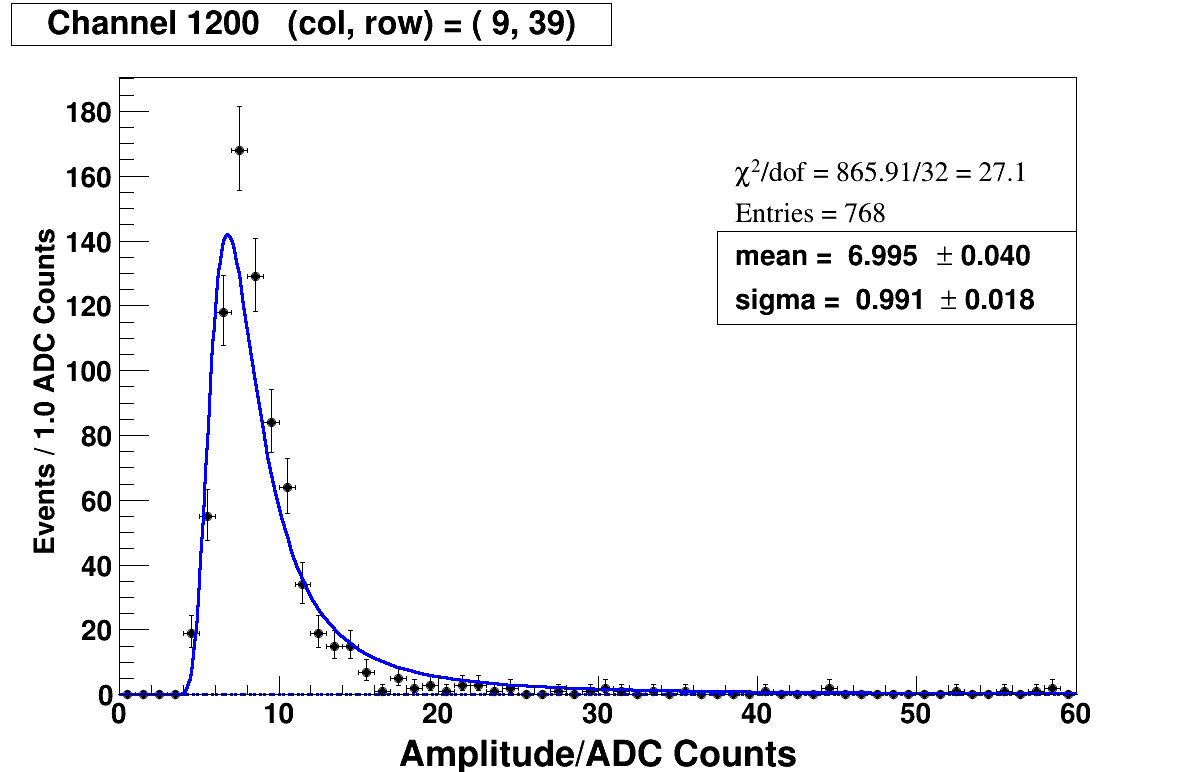 Channel 1200 (col, row) = ( 9, 39)
χ²/dof = 865.91/32 = 27.1
Entries = 768
mean = 6.995 ± 0.040
sigma = 0.991 ± 0.018
Events / 1.0 ADC Counts
180
160
140
120
100
80
60
40
20
0
0 10 20 30 40 50 60
Amplitude/ADC Counts